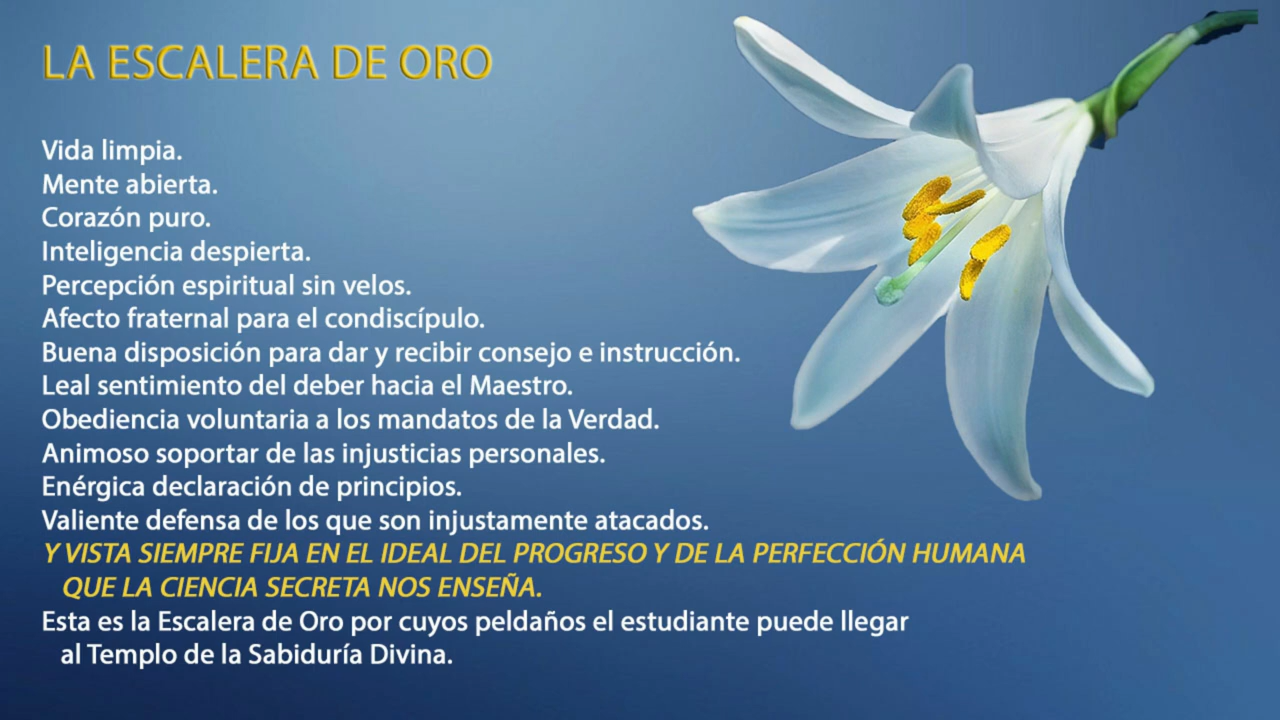 LA ESCALERA DE ORO
Vida limpia.
Mente abierta.
Corazón puro.
Inteligencia despierta.
Percepción espiritual sin velos.
Afecto fraternal para el condiscípulo.
Buena disposición para dar y recibir consejo e instrucción.
Leal sentimiento del deber hacia el Maestro.
Obediencia voluntaria a los mandatos de la Verdad.
Animoso soportar de las injusticias personales.
Enérgica declaración de principios.
Valiente defensa de los que son injustamente atacados.
Y VISTA SIEMPRE FIJA EN EL IDEAL DEL PROGRESO Y DE LA PERFECCIÓN HUMANA
QUE LA CIENCIA SECRETA NOS ENSEÑA.
Esta es la Escalera de Oro por cuyos peldaños el estudiante puede llegar
al Templo de la Sabiduría Divina.